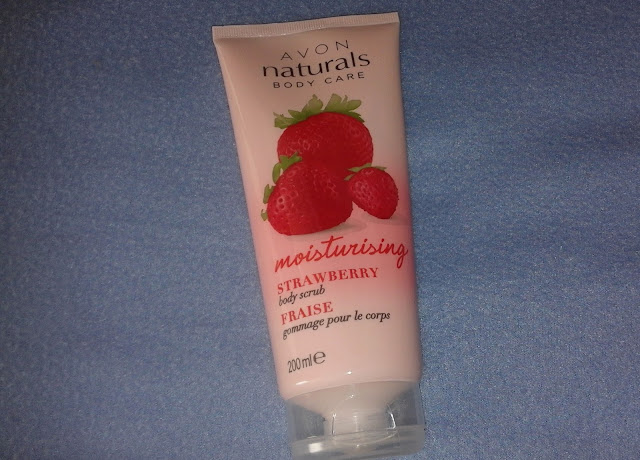 AVON
naturals
BODY CARE
moisturising
STRAWBERRY
body scrub
FRAISE
gommage pour le corps
200 ml ℮